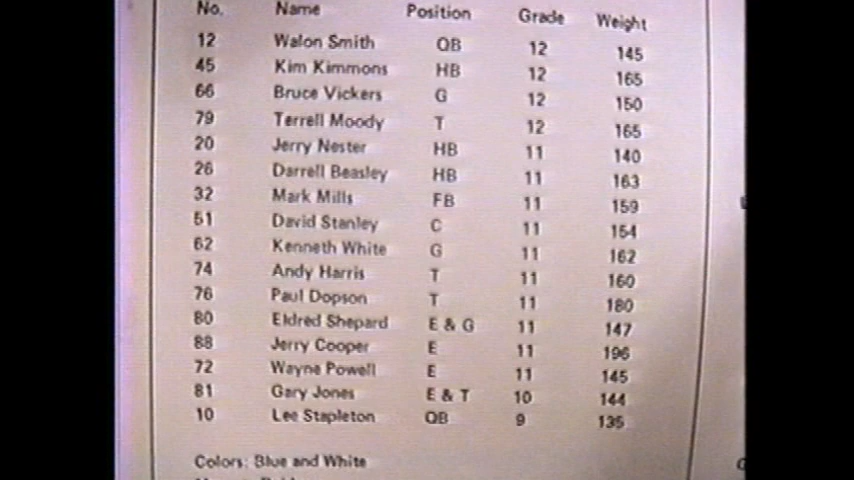 No. Name Position Grade Weight
12 Walon Smith QB 12 145
45 Kim Kimmons HB 12 165
66 Bruce Vickers G 12 150
79 Terrell Moody T 12 165
20 Jerry Nester HB 11 140
26 Darrell Beasley HB 11 163
32 Mark Mills FB 11 159
51 David Stanley C 11 154
62 Kenneth White G 11 162
74 Andy Harris T 11 160
76 Paul Dopson T 11 180
80 Eldred Shepard E & G 11 147
88 Jerry Cooper E 11 196
72 Wayne Powell E 11 145
81 Gary Jones E & T 10 144
10 Lee Stapleton QB 9 135
Colors: Blue and White